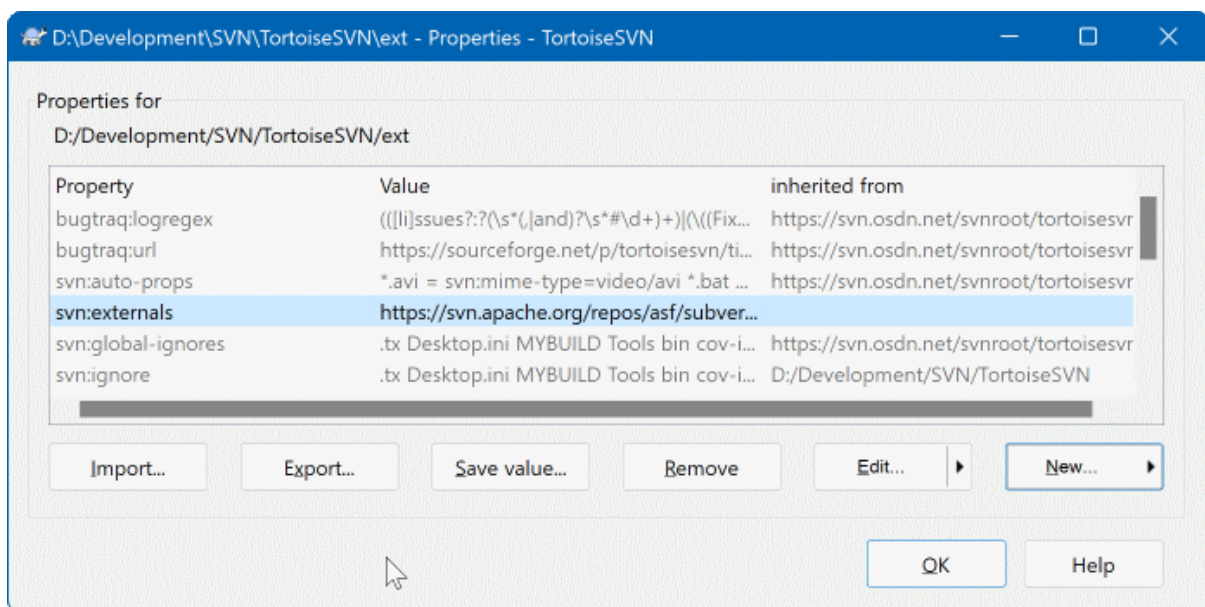 D:\Development\SVN\TortoiseSVN\ext - Properties - TortoiseSVN
Properties for
D:/Development/SVN/TortoiseSVN/ext
Property Value inherited from
bugtraq:logregex (([Ii]ssues?:?(\s*(,|and)?\s*#\d+)+)|(\((Fix... https://svn.osdn.net/svnroot/tortoisesvr
bugtraq:url https://sourceforge.net/p/tortoisesvn/ti... https://svn.osdn.net/svnroot/tortoisesvr
svn:auto-props *.avi = svn:mime-type=video/avi *.bat ... https://svn.osdn.net/svnroot/tortoisesvr
svn:externals https://svn.apache.org/repos/asf/subver...
svn:global-ignores .tx Desktop.ini MYBUILD Tools bin cov-i... https://svn.osdn.net/svnroot/tortoisesvr
svn:ignore .tx Desktop.ini MYBUILD Tools bin cov-i... D:/Development/SVN/TortoiseSVN
Import... Export... Save value... Remove Edit... New...
OK Help